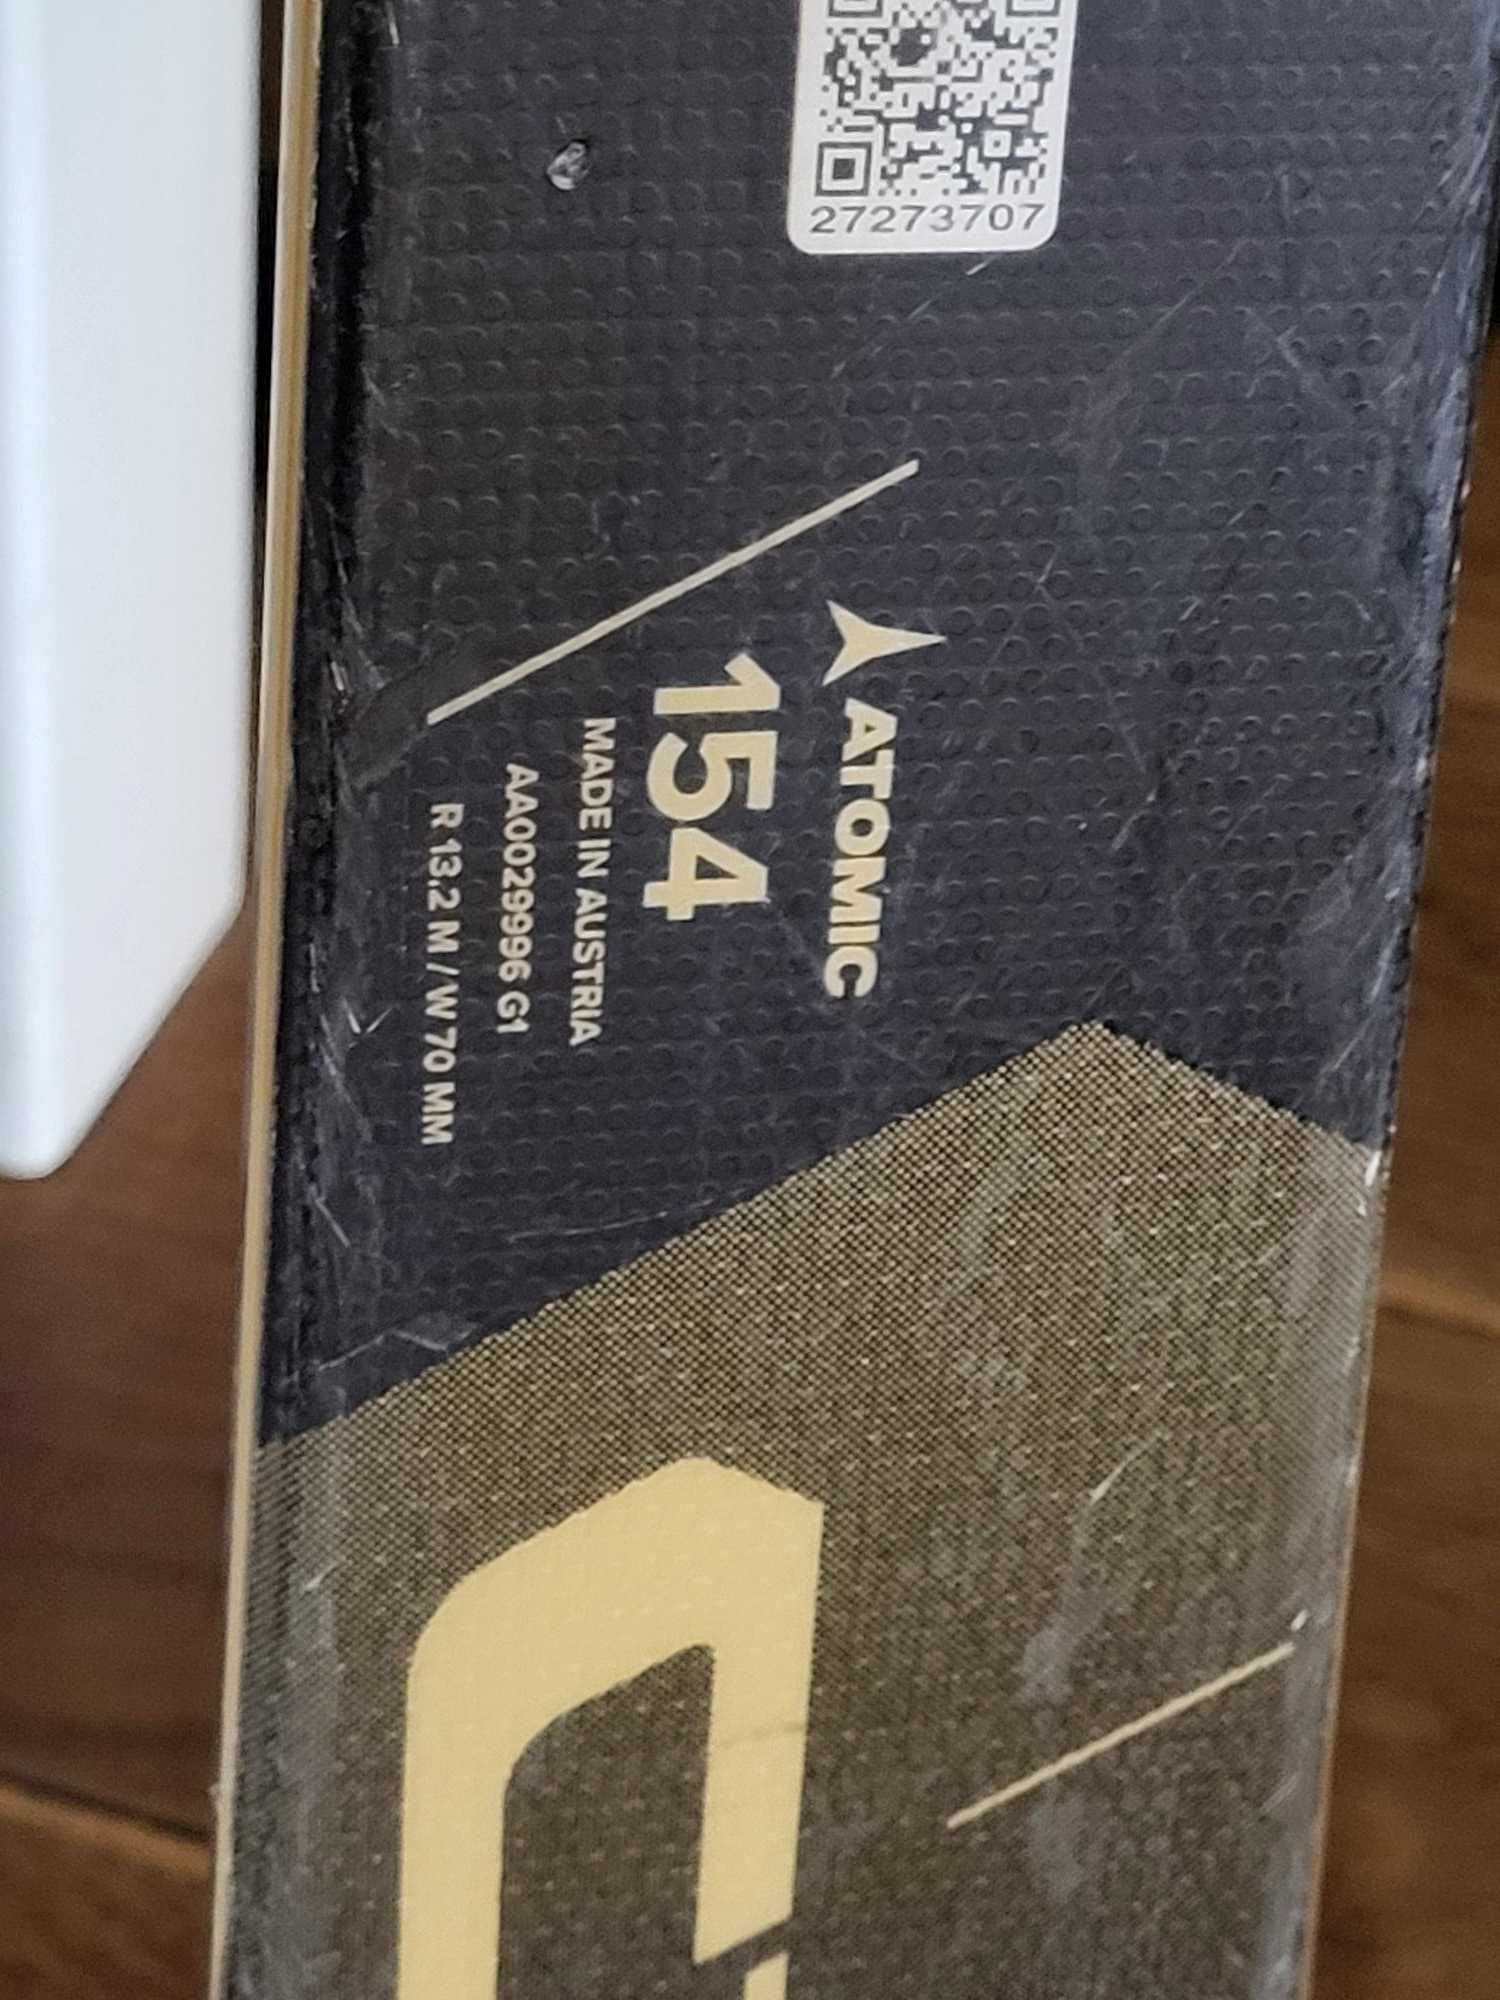 27273707
ATOMIC
154
MADE IN AUSTRIA
AA0029996 G1
R 13.2 M / W 70 MM